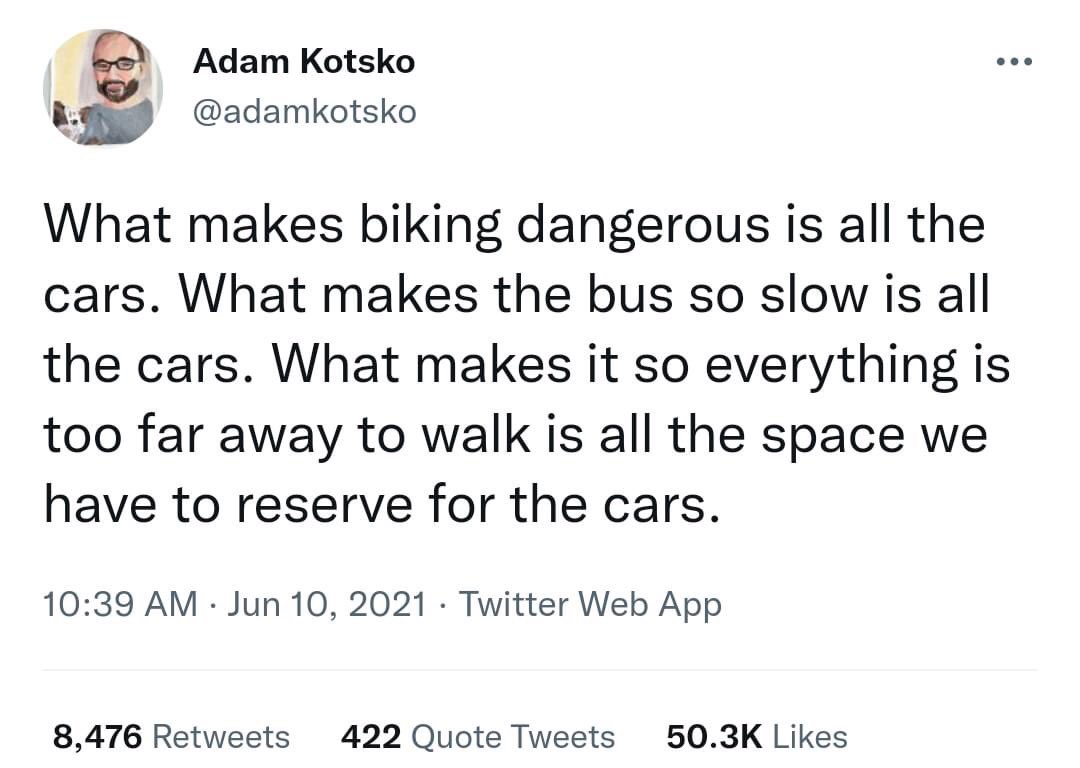 Adam Kotsko
@adamkotsko
What makes biking dangerous is all the
cars. What makes the bus so slow is all
the cars. What makes it so everything is
too far away to walk is all the space we
have to reserve for the cars.
10:39 AM · Jun 10, 2021 · Twitter Web App
8,476 Retweets 422 Quote Tweets 50.3K Likes